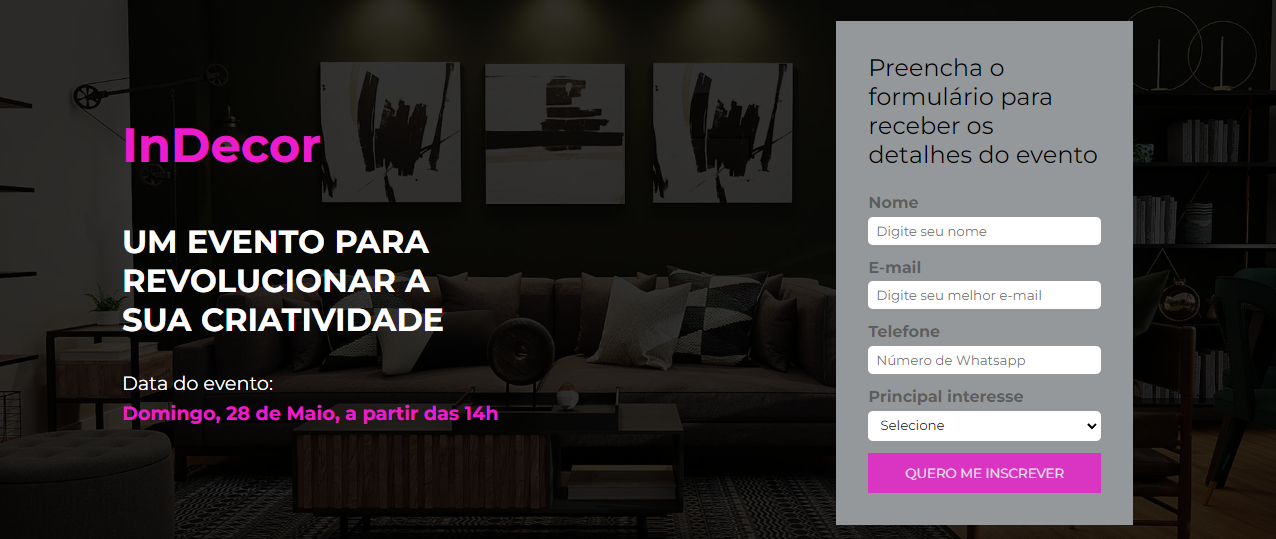 InDecor
UM EVENTO PARA
REVOLUCIONAR A
SUA CRIATIVIDADE
Data do evento:
Domingo, 28 de Maio, a partir das 14h
Preencha o
formulário para
receber os
detalhes do evento
Nome
Digite seu nome
E-mail
Digite seu melhor e-mail
Telefone
Número de Whatsapp
Principal interesse
Selecione
QUERO ME INSCREVER